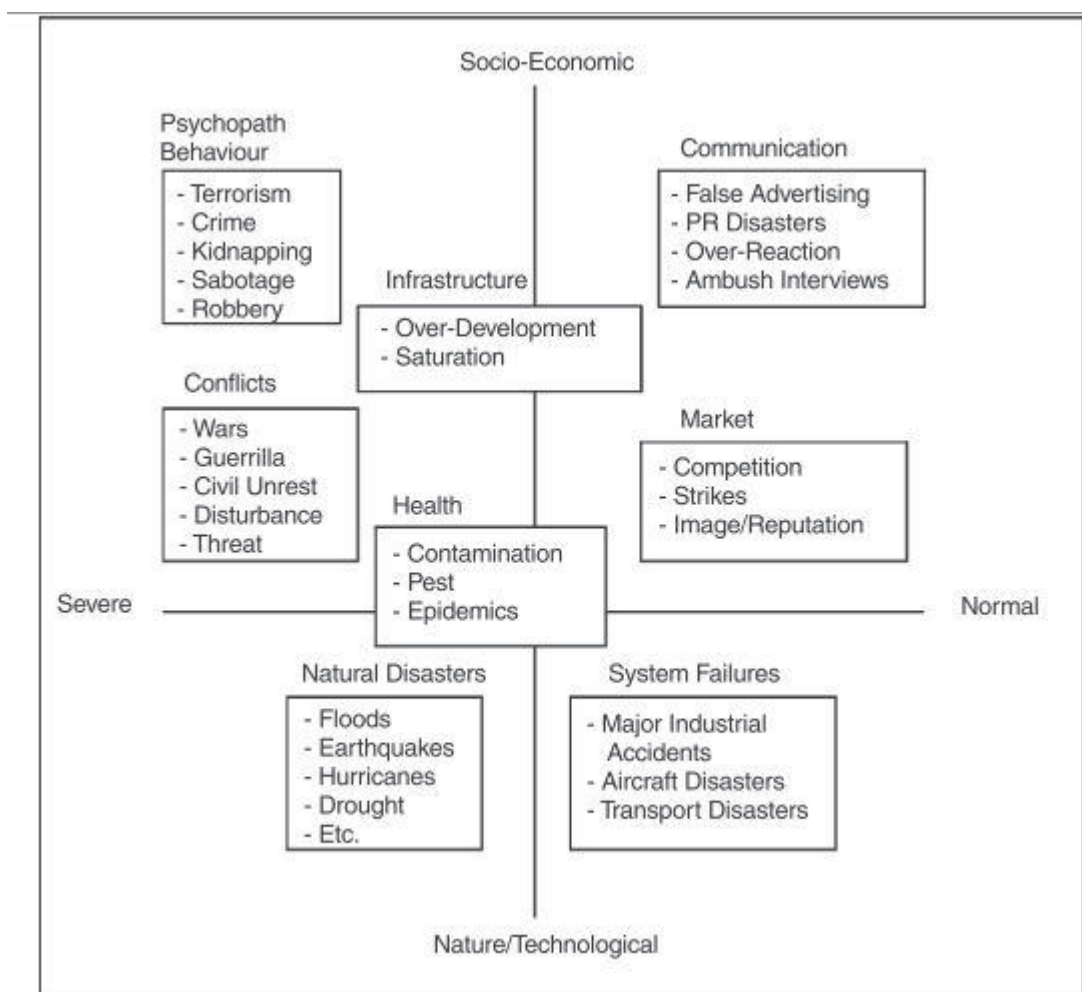 Socio-Economic
Psychopath
Behaviour
- Terrorism
- Crime
- Kidnapping
- Sabotage
- Robbery
Communication
- False Advertising
- PR Disasters
- Over-Reaction
- Ambush Interviews
Infrastructure
- Over-Development
- Saturation
Conflicts
- Wars
- Guerrilla
- Civil Unrest
- Disturbance
- Threat
Market
- Competition
- Strikes
- Image/Reputation
Health
- Contamination
- Pest
- Epidemics
Severe
Normal
Natural Disasters
- Floods
- Earthquakes
- Hurricanes
- Drought
- Etc.
System Failures
- Major Industrial
Accidents
- Aircraft Disasters
- Transport Disasters
Nature/Technological